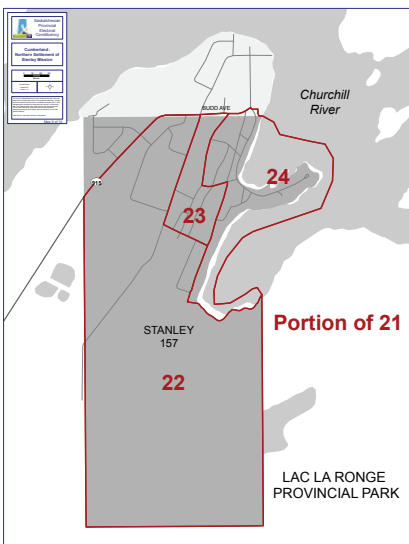 Saskatchewan
Provincial
Electoral
Constituency
Cumberland:
Northern Settlement of
Stanley Mission
BUDD AVE
Churchill
River
24
915
23
Portion of 21
STANLEY
157
22
LAC LA RONGE
PROVINCIAL PARK